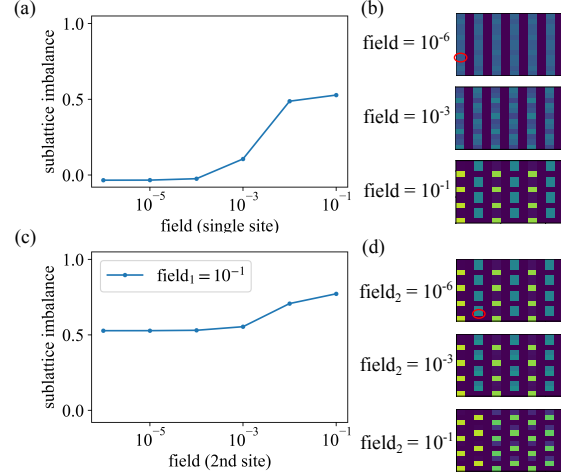 (a)
1.0
0.5
0.0
sublattice imbalance
10⁻⁵
10⁻³
10⁻¹
field (single site)
(b)
field = 10⁻⁶
field = 10⁻³
field = 10⁻¹
(c)
1.0
0.5
0.0
sublattice imbalance
field₁ = 10⁻¹
10⁻⁵
10⁻³
10⁻¹
field (2nd site)
(d)
field₂ = 10⁻⁶
field₂ = 10⁻³
field₂ = 10⁻¹